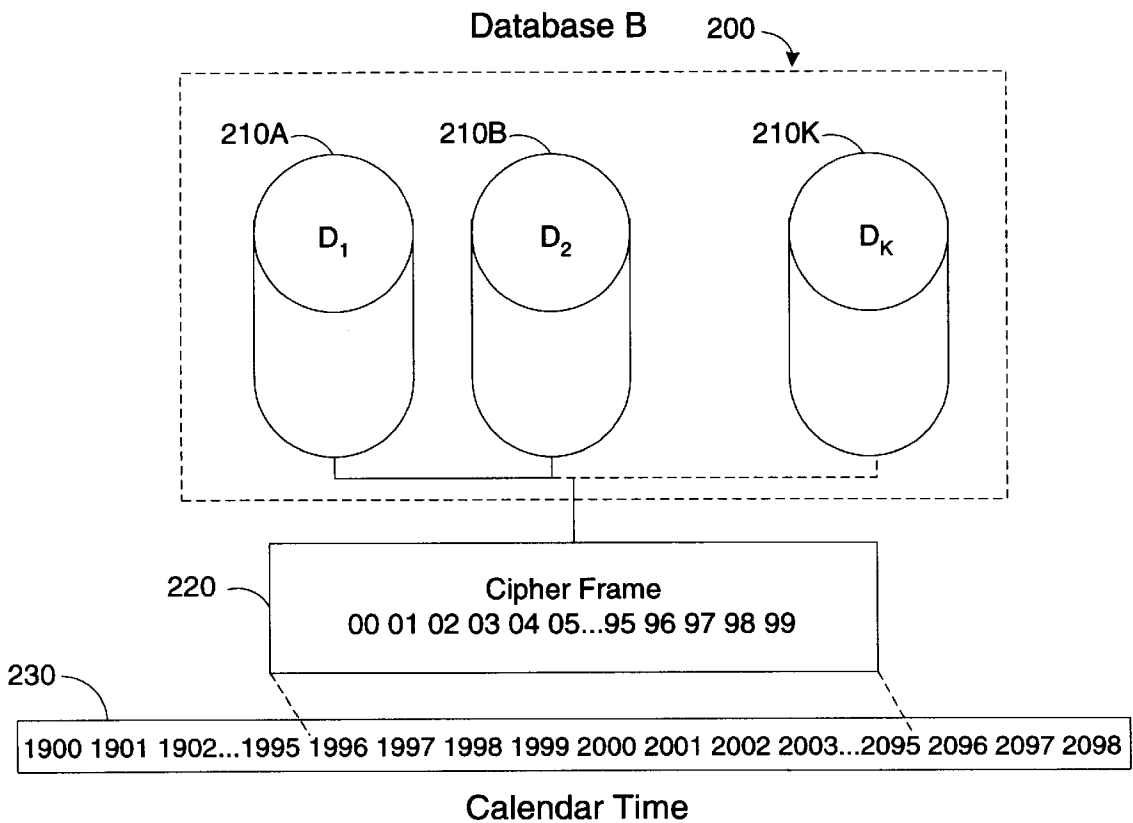 Database B
200
210A
210B
210K
D1
D2
DK
220
Cipher Frame
00 01 02 03 04 05...95 96 97 98 99
230
1900 1901 1902...1995 1996 1997 1998 1999 2000 2001 2002 2003...2095 2096 2097 2098
Calendar Time